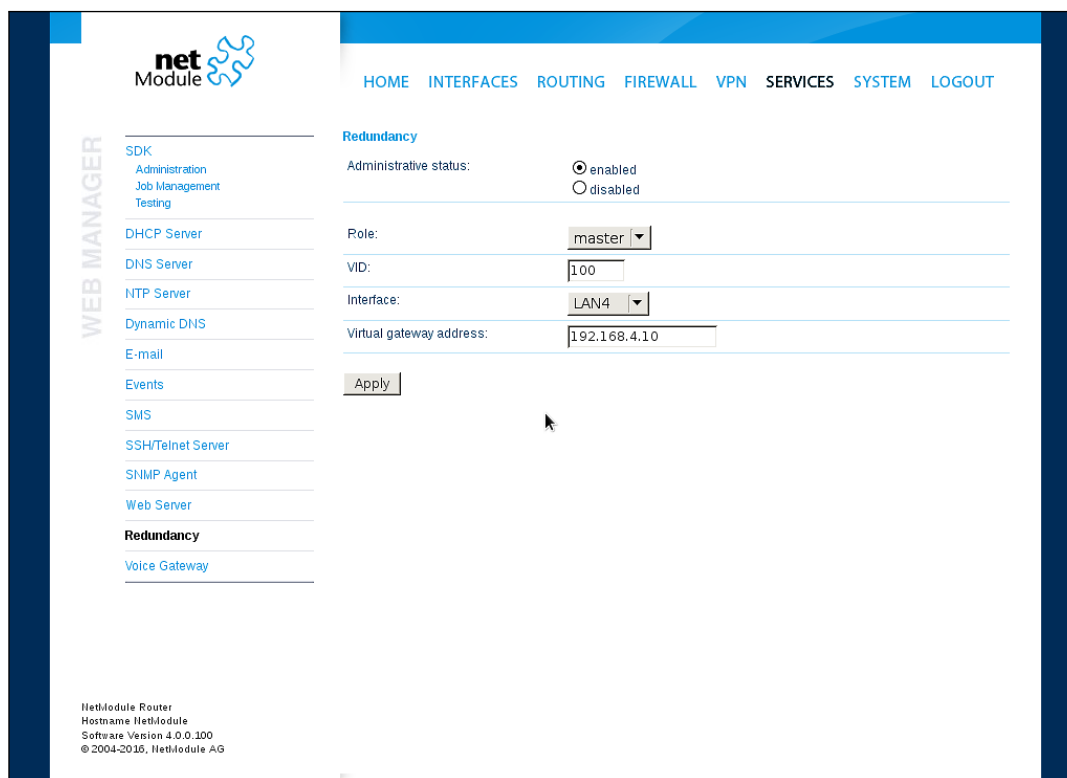 net
Module
HOME INTERFACES ROUTING FIREWALL VPN SERVICES SYSTEM LOGOUT
WEB MANAGER
SDK
Administration
Job Management
Testing
DHCP Server
DNS Server
NTP Server
Dynamic DNS
E-mail
Events
SMS
SSH/Telnet Server
SNMP Agent
Web Server
Redundancy
Voice Gateway
Redundancy
Administrative status:
enabled
disabled
Role: master
VID: 100
Interface: LAN4
Virtual gateway address: 192.168.4.10
Apply
NetModule Router
Hostname NetModule
Software Version 4.0.0.100
© 2004-2016, NetModule AG